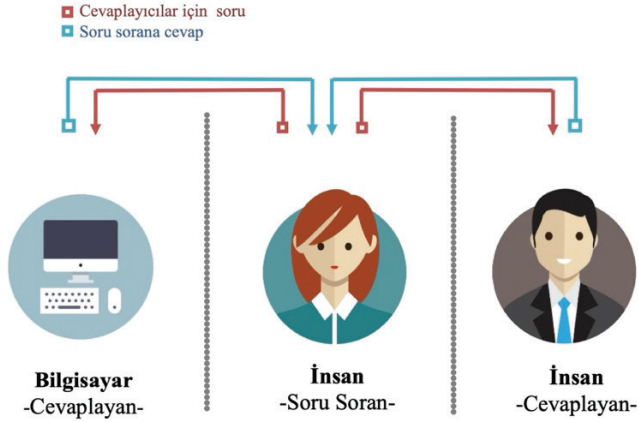 Cevaplayıcılar için soru
Soru sorana cevap
Bilgisayar
-Cevaplayan-
İnsan
-Soru Soran-
İnsan
-Cevaplayan-